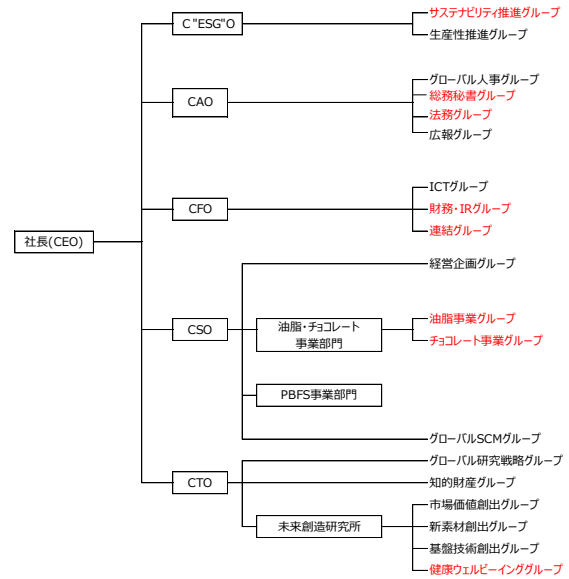 C"ESG"O
サステナビリティ推進グループ
生産性推進グループ
CAO
グローバル人事グループ
総務秘書グループ
法務グループ
広報グループ
CFO
ICTグループ
財務・IRグループ
連結グループ
社長(CEO)
経営企画グループ
CSO
油脂・チョコレート
事業部門
油脂事業グループ
チョコレート事業グループ
PBFS事業部門
グローバルSCMグループ
CTO
グローバル研究戦略グループ
知的財産グループ
未来創造研究所
市場価値創出グループ
新素材創出グループ
基盤技術創出グループ
健康ウェルビーインググループ